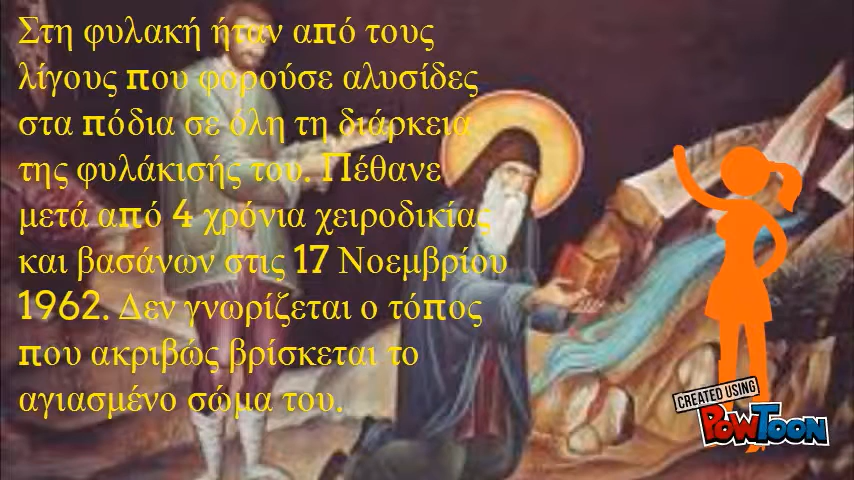 Στη φυλακή ήταν από τους
λίγους που φορούσε αλυσίδες
στα πόδια σε όλη τη διάρκεια
της φυλάκισής του. Πέθανε
μετά από 4 χρόνια χειροδικίας
και βασάνων στις 17 Νοεμβρίου
1962. Δεν γνωρίζεται ο τόπος
που ακριβώς βρίσκεται το
αγιασμένο σώμα του.
CREATED USING
POWTOON